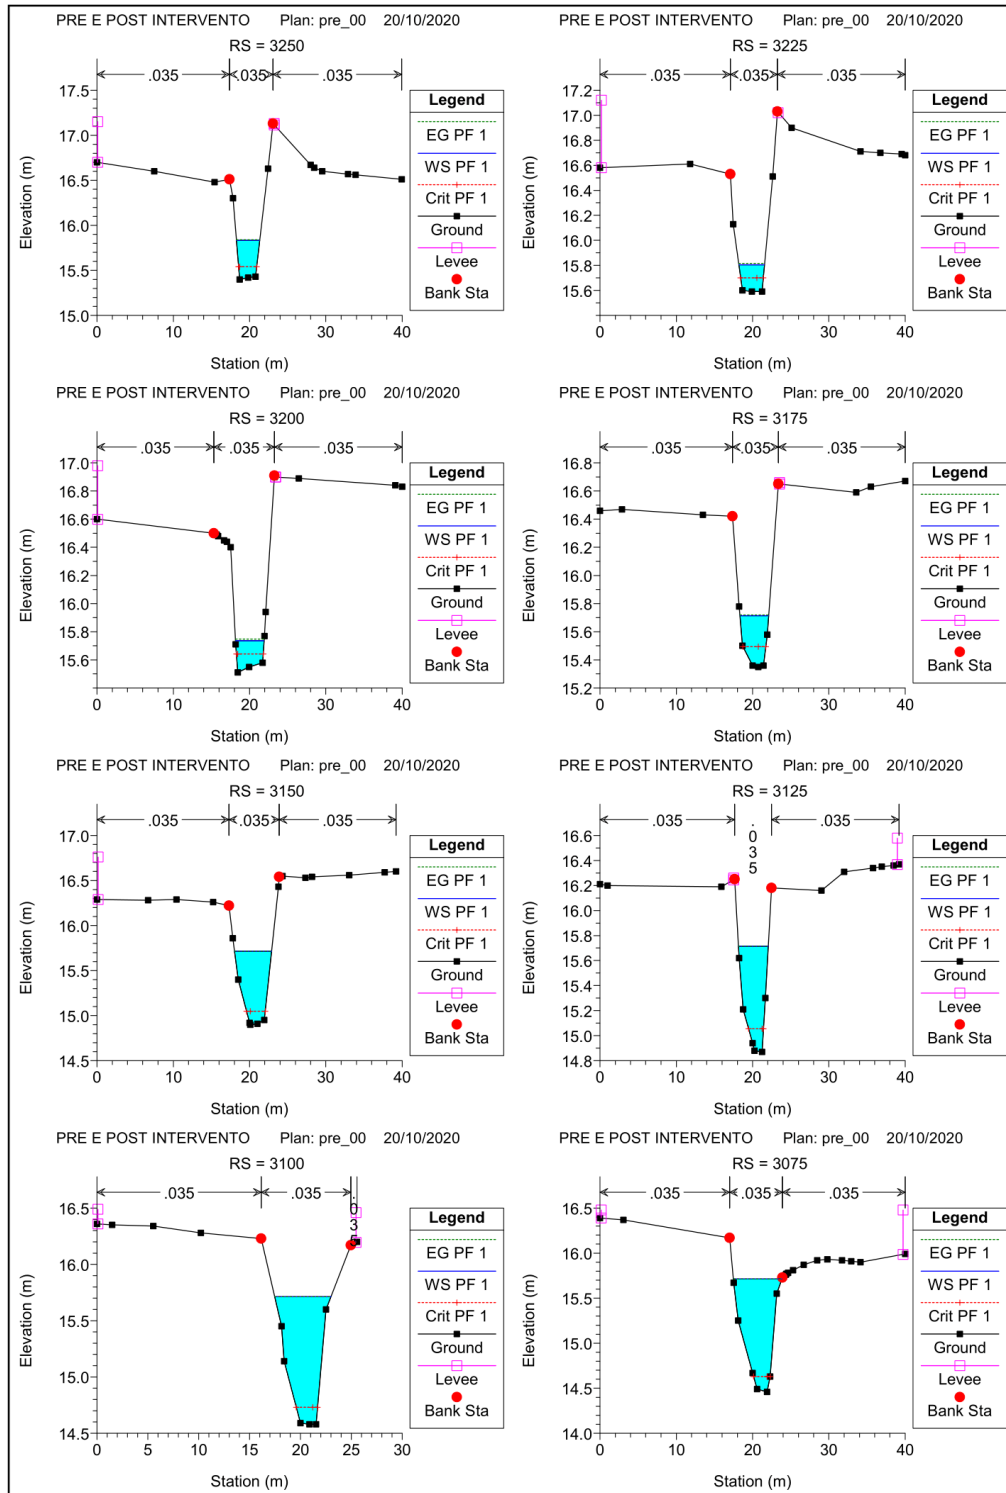 PRE E POST INTERVENTO Plan: pre_00 20/10/2020
RS = 3250
.035 .035 .035
17.5
17.0
16.5
16.0
15.5
15.0
0 10 20 30 40
Station (m)
Elevation (m)
Legend
EG PF 1
WS PF 1
Crit PF 1
Ground
Levee
Bank Sta
PRE E POST INTERVENTO Plan: pre_00 20/10/2020
RS = 3225
.035 .035 .035
17.2
17.0
16.8
16.6
16.4
16.2
16.0
15.8
15.6
0 10 20 30 40
Station (m)
Elevation (m)
Legend
EG PF 1
WS PF 1
Crit PF 1
Ground
Levee
Bank Sta
PRE E POST INTERVENTO Plan: pre_00 20/10/2020
RS = 3200
.035 .035 .035
17.0
16.8
16.6
16.4
16.2
16.0
15.8
15.6
0 10 20 30 40
Station (m)
Elevation (m)
Legend
EG PF 1
WS PF 1
Crit PF 1
Ground
Levee
Bank Sta
PRE E POST INTERVENTO Plan: pre_00 20/10/2020
RS = 3175
.035 .035 .035
16.8
16.6
16.4
16.2
16.0
15.8
15.6
15.4
15.2
0 10 20 30 40
Station (m)
Elevation (m)
Legend
EG PF 1
WS PF 1
Crit PF 1
Ground
Levee
Bank Sta
PRE E POST INTERVENTO Plan: pre_00 20/10/2020
RS = 3150
.035 .035 .035
17.0
16.5
16.0
15.5
15.0
14.5
0 10 20 30 40
Station (m)
Elevation (m)
Legend
EG PF 1
WS PF 1
Crit PF 1
Ground
Levee
Bank Sta
PRE E POST INTERVENTO Plan: pre_00 20/10/2020
RS = 3125
.035 .035 .035
16.6
16.4
16.2
16.0
15.8
15.6
15.4
15.2
15.0
14.8
0 10 20 30 40
Station (m)
Elevation (m)
Legend
EG PF 1
WS PF 1
Crit PF 1
Ground
Levee
Bank Sta
PRE E POST INTERVENTO Plan: pre_00 20/10/2020
RS = 3100
.035 .035 .03
16.5
16.0
15.5
15.0
14.5
0 5 10 15 20 25 30
Station (m)
Elevation (m)
Legend
EG PF 1
WS PF 1
Crit PF 1
Ground
Levee
Bank Sta
PRE E POST INTERVENTO Plan: pre_00 20/10/2020
RS = 3075
.035 .035 .035
16.5
16.0
15.5
15.0
14.5
14.0
0 10 20 30 40
Station (m)
Elevation (m)
Legend
EG PF 1
WS PF 1
Crit PF 1
Ground
Levee
Bank Sta